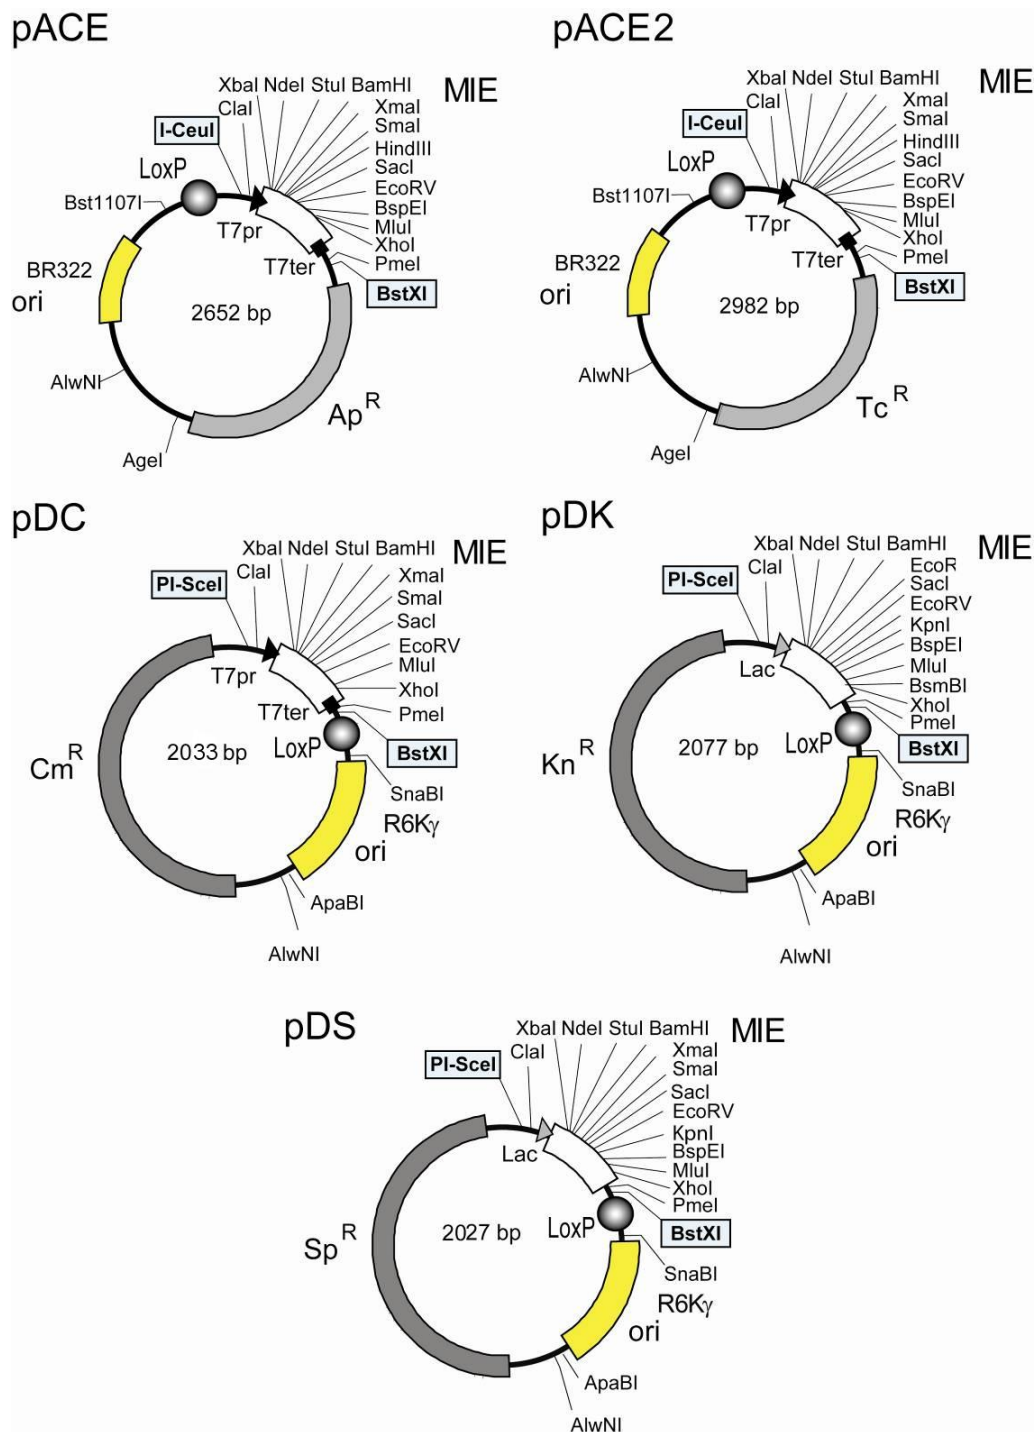 pACE
XbaI NdeI StuI BamHI
MIE
ClaI
XmaI
SmaI
I-CeuI
HindIII
LoxP
SacI
EcoRV
Bst1107I
BspEI
T7pr
MluI
XhoI
T7ter
PmeI
BR322
ori
BstXI
2652 bp
AlwNI
Ap R
AgeI
pACE2
XbaI NdeI StuI BamHI
MIE
ClaI
XmaI
SmaI
I-CeuI
HindIII
LoxP
SacI
EcoRV
Bst1107I
BspEI
T7pr
MluI
XhoI
T7ter
PmeI
BR322
ori
BstXI
2982 bp
AlwNI
Tc R
AgeI
pDC
XbaI NdeI StuI BamHI
MIE
ClaI
XmaI
PI-SceI
SmaI
SacI
EcoRV
MluI
T7pr
XhoI
T7ter
PmeI
LoxP
BstXI
2033 bp
Cm R
SnaBI
R6Kγ
ori
ApaBI
AlwNI
pDK
XbaI NdeI StuI BamHI
MIE
ClaI
EcoR
SacI
PI-SceI
EcoRV
KpnI
BspEI
MluI
Lac
BsmBI
XhoI
PmeI
LoxP
BstXI
2077 bp
Kn R
SnaBI
R6Kγ
ori
ApaBI
AlwNI
pDS
XbaI NdeI StuI BamHI
MIE
ClaI
XmaI
PI-SceI
SmaI
SacI
EcoRV
KpnI
BspEI
Lac
MluI
XhoI
PmeI
LoxP
BstXI
2027 bp
Sp R
SnaBI
R6Kγ
ori
ApaBI
AlwNI